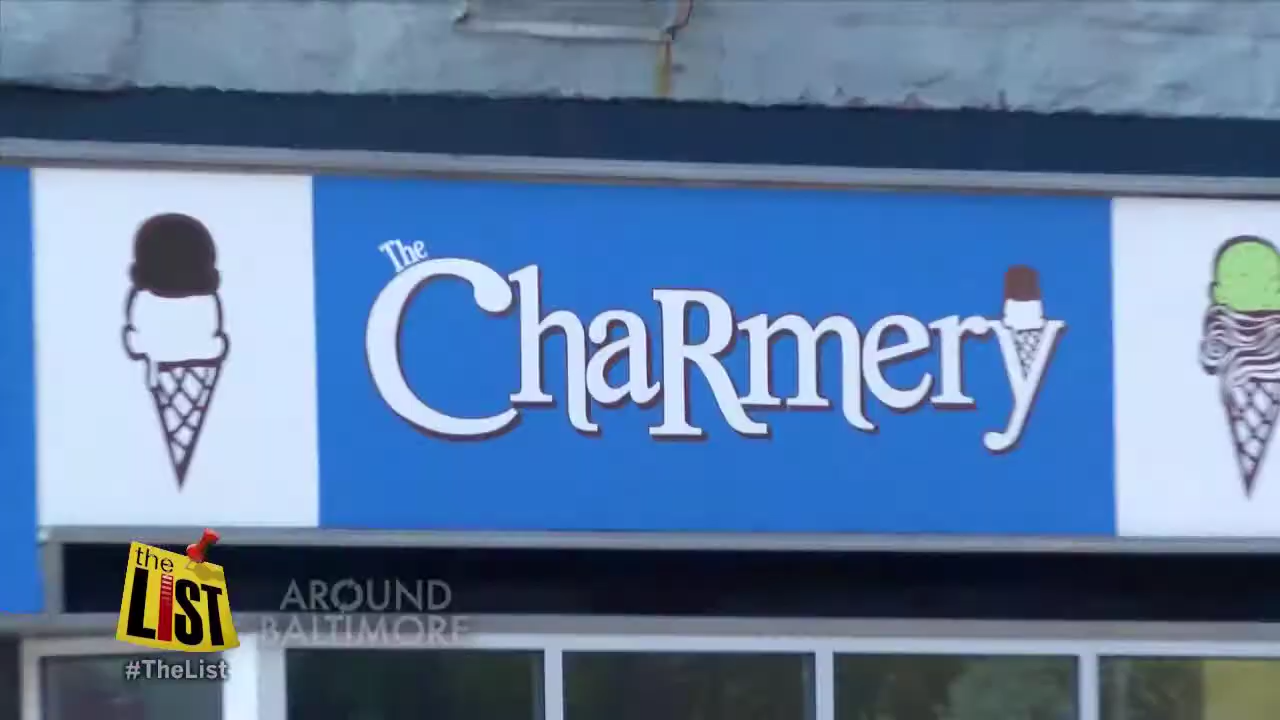 The
ChaRmery
the
LIST
#TheList
AROUND
BALTIMORE